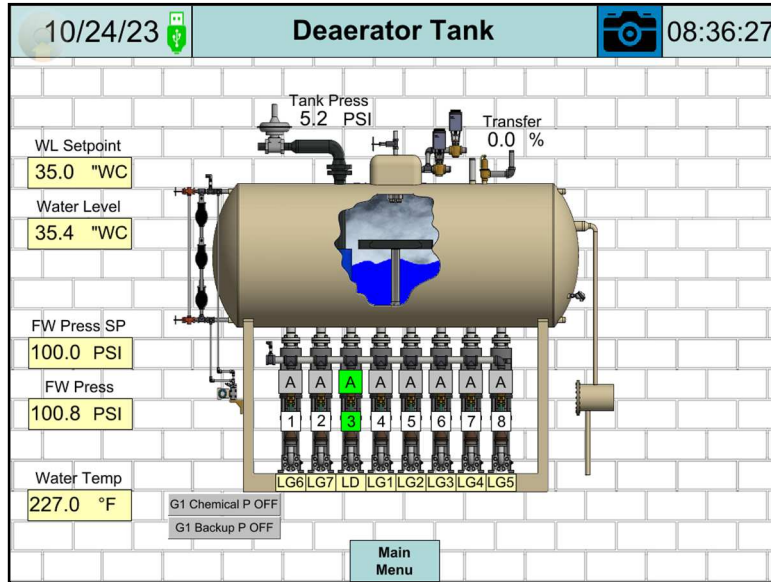 10/24/23
Deaerator Tank
08:36:27
Tank Press
5.2 PSI
Transfer
0.0 %
WL Setpoint
35.0 "WC
Water Level
35.4 "WC
FW Press SP
100.0 PSI
FW Press
100.8 PSI
A A A A A A A A
1 2 3 4 5 6 7 8
Water Temp
227.0 °F
LG6 LG7 LD LG1 LG2 LG3 LG4 LG5
G1 Chemical P OFF
G1 Backup P OFF
Main
Menu